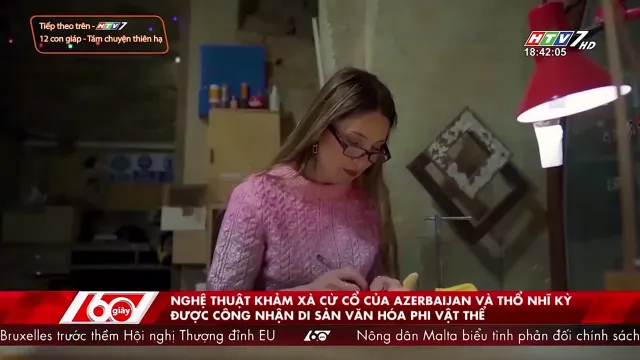 Tiếp theo trên - HTV7
12 con giáp - Tám chuyện thiên hạ
HTV7 HD
18:42:05
60 giây
NGHỆ THUẬT KHẢM XÀ CỪ CỔ CỦA AZERBAIJAN VÀ THỔ NHĨ KỲ
ĐƯỢC CÔNG NHẬN DI SẢN VĂN HÓA PHI VẬT THỂ
Bruxelles trước thềm Hội nghị Thượng đỉnh EU
Nông dân Malta biểu tình phản đối chính sách